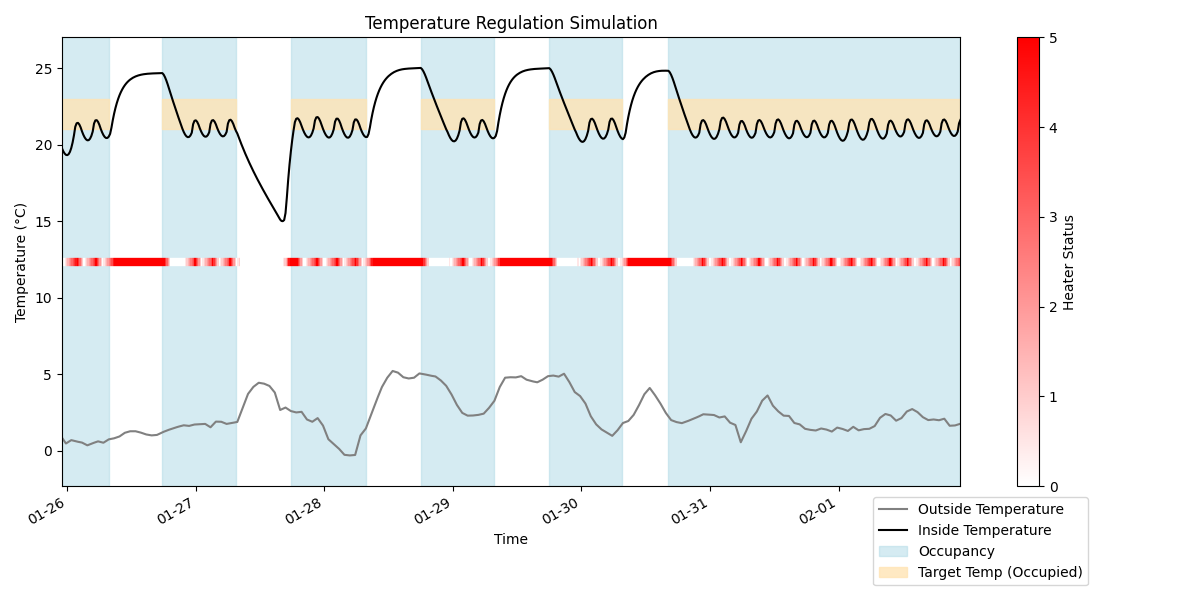 Temperature Regulation Simulation
Temperature (°C)
25
20
15
10
5
0
01-26
01-27
01-28
01-29
01-30
01-31
02-01
Time
5
4
3
2
1
0
Heater Status
Outside Temperature
Inside Temperature
Occupancy
Target Temp (Occupied)